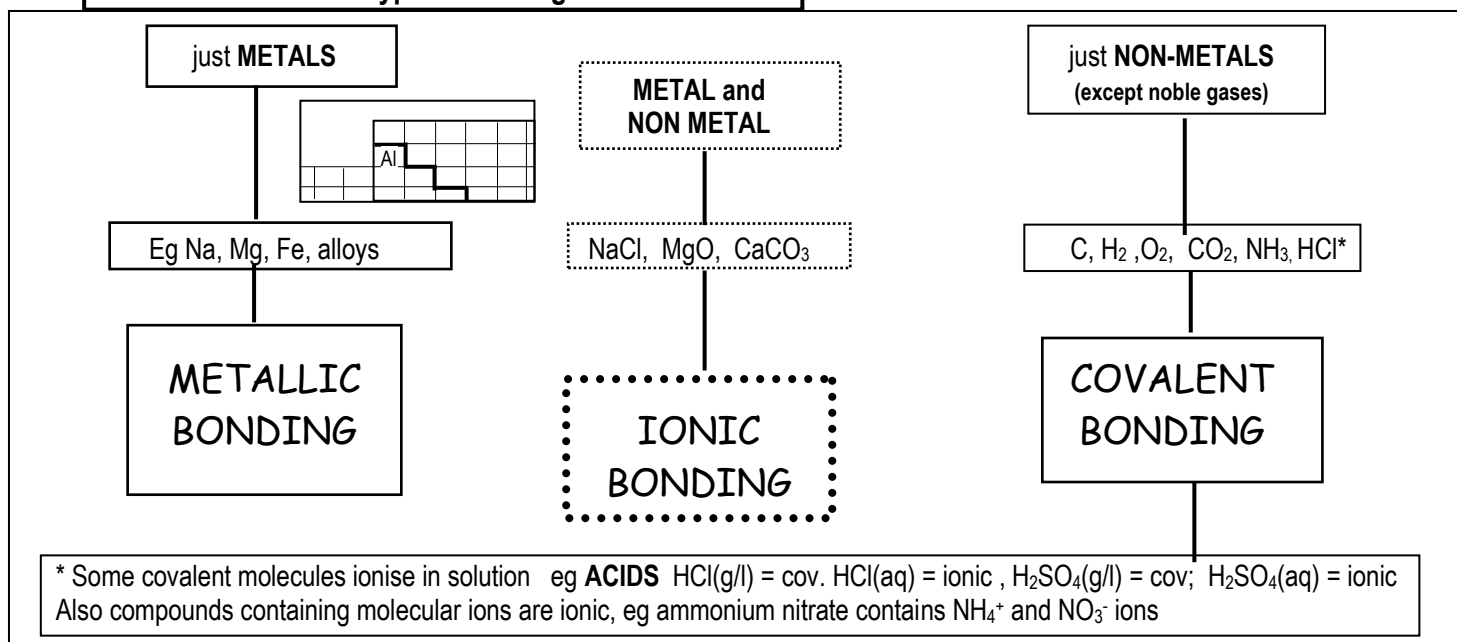 just METALS
METAL and
NON METAL
just NON-METALS
(except noble gases)
Al
Eg Na, Mg, Fe, alloys
NaCl, MgO, CaCO₃
C, H₂ ,O₂, CO₂, NH₃, HCl*
METALLIC
BONDING
IONIC
BONDING
COVALENT
BONDING
* Some covalent molecules ionise in solution eg ACIDS HCl(g/l) = cov. HCl(aq) = ionic , H₂SO₄(g/l) = cov; H₂SO₄(aq) = ionic
Also compounds containing molecular ions are ionic, eg ammonium nitrate contains NH₄⁺ and NO₃⁻ ions